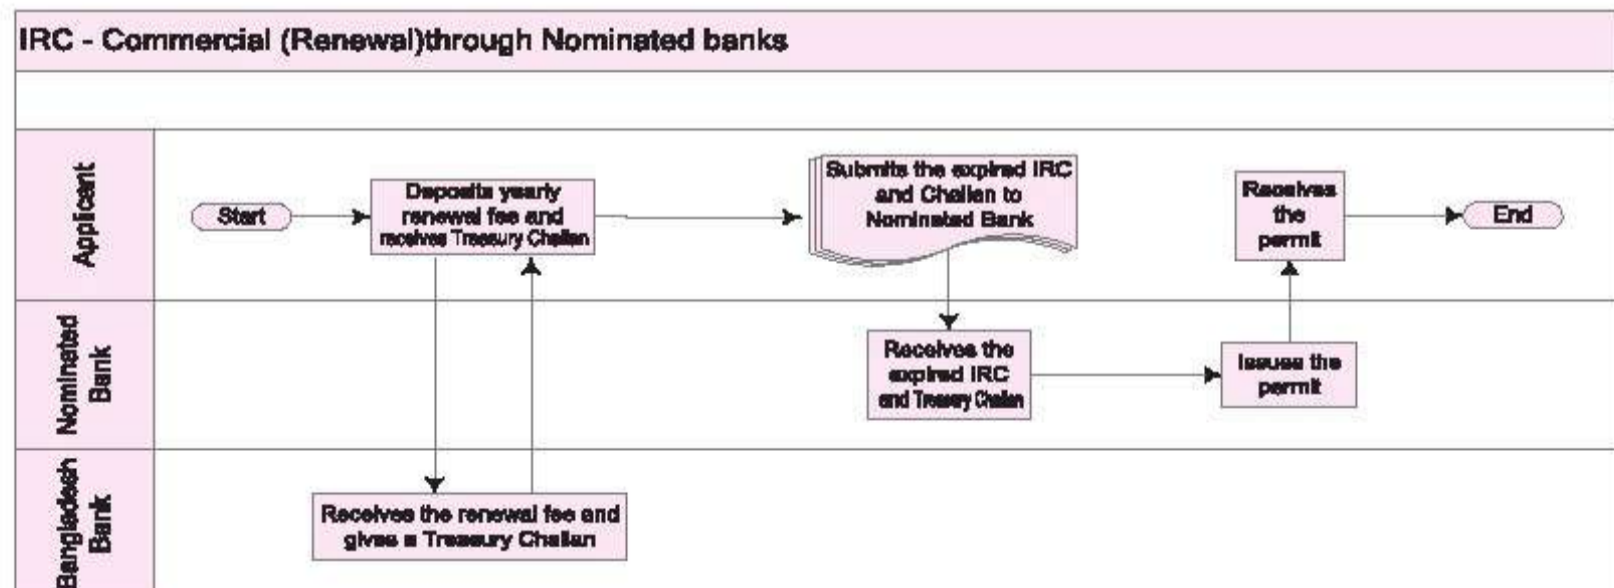 IRC - Commercial (Renewal)through Nominated banks
Applicant
Start
Deposits yearly
renewal fee and
receives Treasury Challan
Submits the expired IRC
and Challan to
Nominated Bank
Receives
the
permit
End
Nominated
Bank
Receives the
expired IRC
and Treasury Challan
Issues the
permit
Bangladesh
Bank
Receives the renewal fee and
gives a Treasury Challan